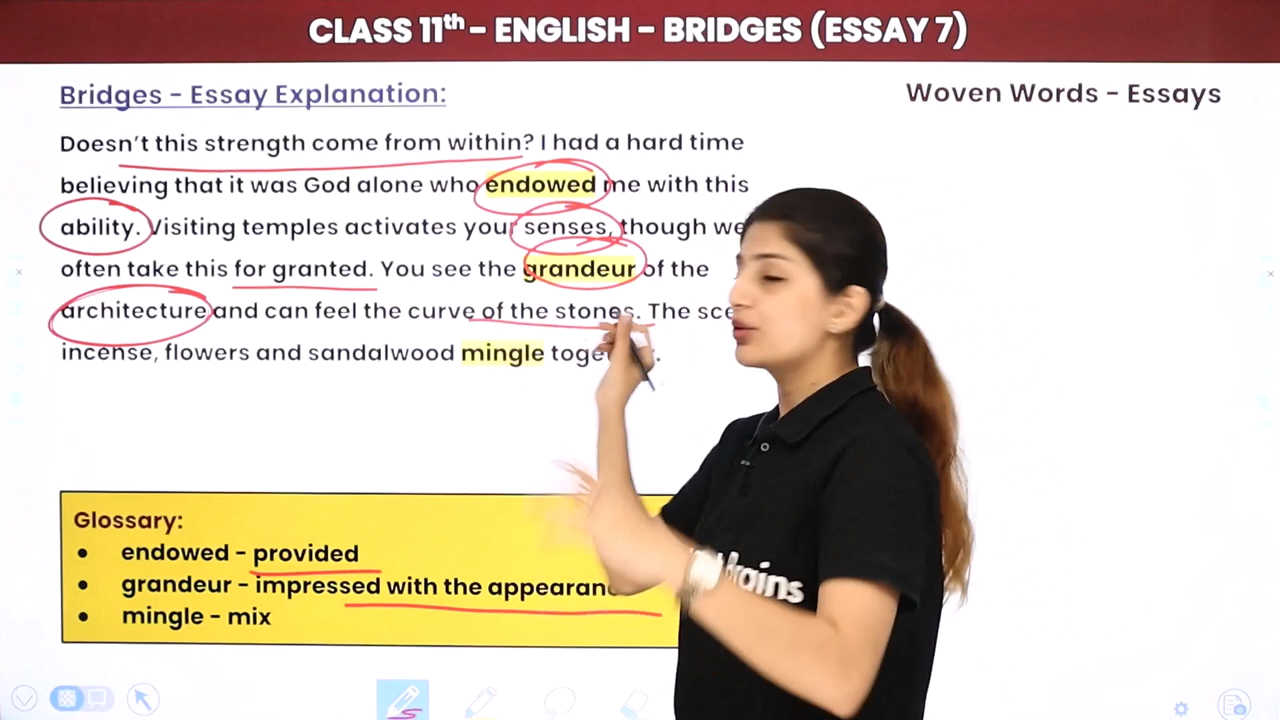 CLASS 11th - ENGLISH - BRIDGES (ESSAY 7)
Bridges - Essay Explanation:
Woven Words - Essays
Doesn't this strength come from within? I had a hard time
believing that it was God alone who endowed me with this
ability. Visiting temples activates your senses, though we
often take this for granted. You see the grandeur of the
architecture and can feel the curve of the stones. The
incense, flowers and sandalwood mingle
Glossary:
● endowed - provided
● grandeur - impressed with the
● mingle - mix